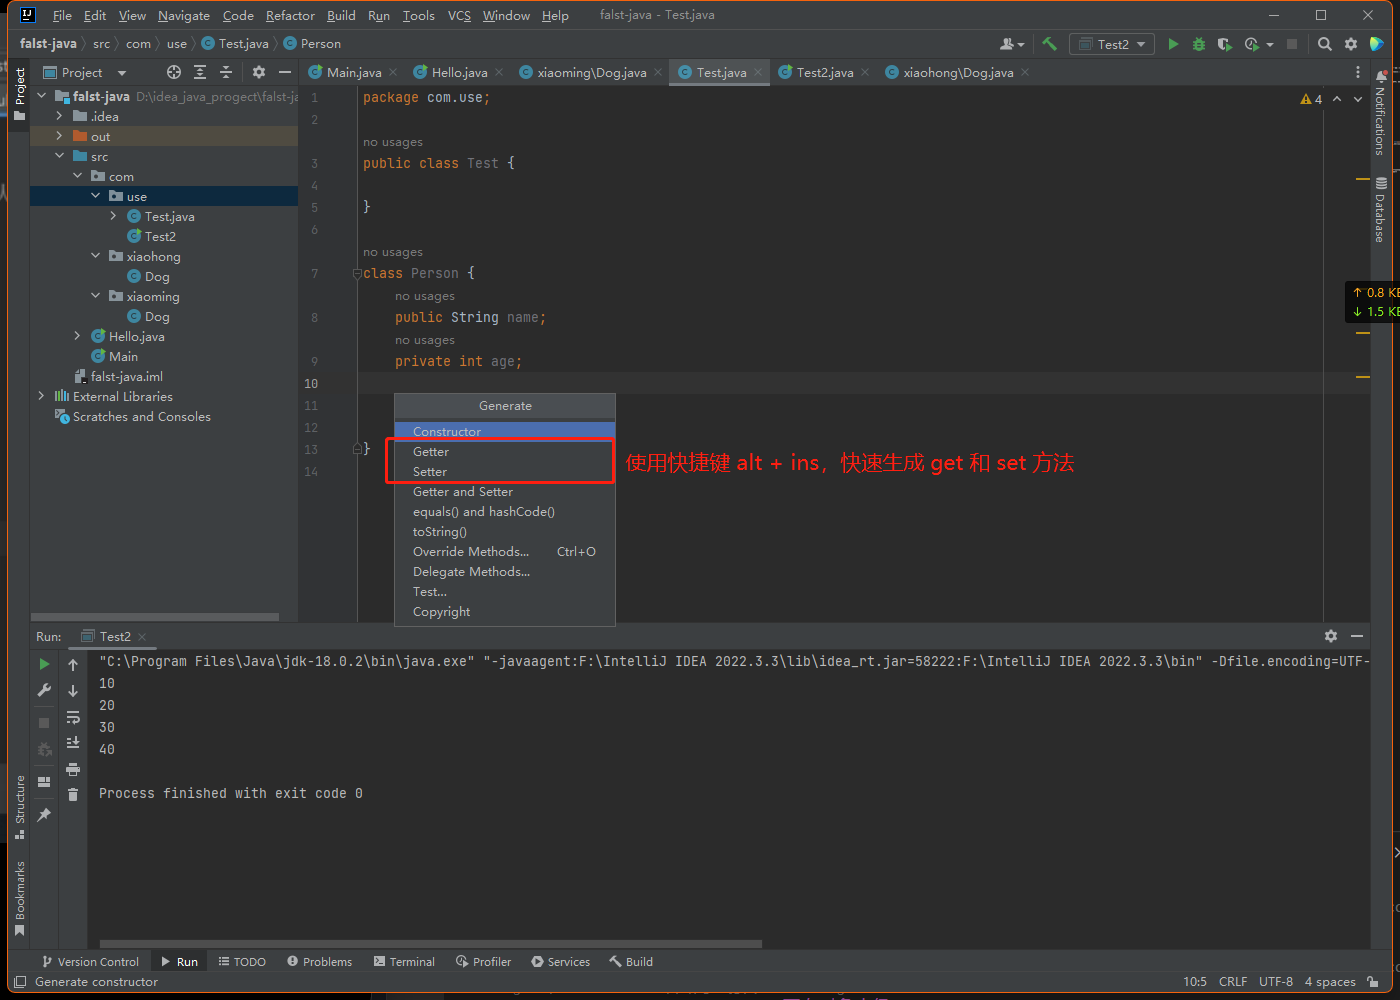 File Edit View Navigate Code Refactor Build Run Tools VCS Window Help falst-java - Test.java
falst-java src com use Test.java Person
Test2
Project
Main.java Hello.java xiaoming\Dog.java Test.java Test2.java xiaohong\Dog.java
Project
falst-java D:\idea_java_progect\falst-ja
.idea
out
src
com
use
Test.java
Test2
xiaohong
Dog
xiaoming
Dog
Hello.java
Main
falst-java.iml
External Libraries
Scratches and Consoles
1 package com.use;
2
no usages
3 public class Test {
4
5 }
6
no usages
7 class Person {
no usages
8 public String name;
no usages
9 private int age;
10
11
12
13 }
14
4
Generate
Constructor
Getter
Setter
Getter and Setter
equals() and hashCode()
toString()
Override Methods... Ctrl+O
Delegate Methods...
Test...
Copyright
使用快捷键 alt + ins，快速生成 get 和 set 方法
Notifications
Database
↑ 0.8 KE
↓ 1.5 KE
Run: Test2
"C:\Program Files\Java\jdk-18.0.2\bin\java.exe" "-javaagent:F:\IntelliJ IDEA 2022.3.3\lib\idea_rt.jar=58222:F:\IntelliJ IDEA 2022.3.3\bin" -Dfile.encoding=UTF-
10
20
30
40
Process finished with exit code 0
Structure
Bookmarks
Version Control Run TODO Problems Terminal Profiler Services Build
Generate constructor 10:5 CRLF UTF-8 4 spaces